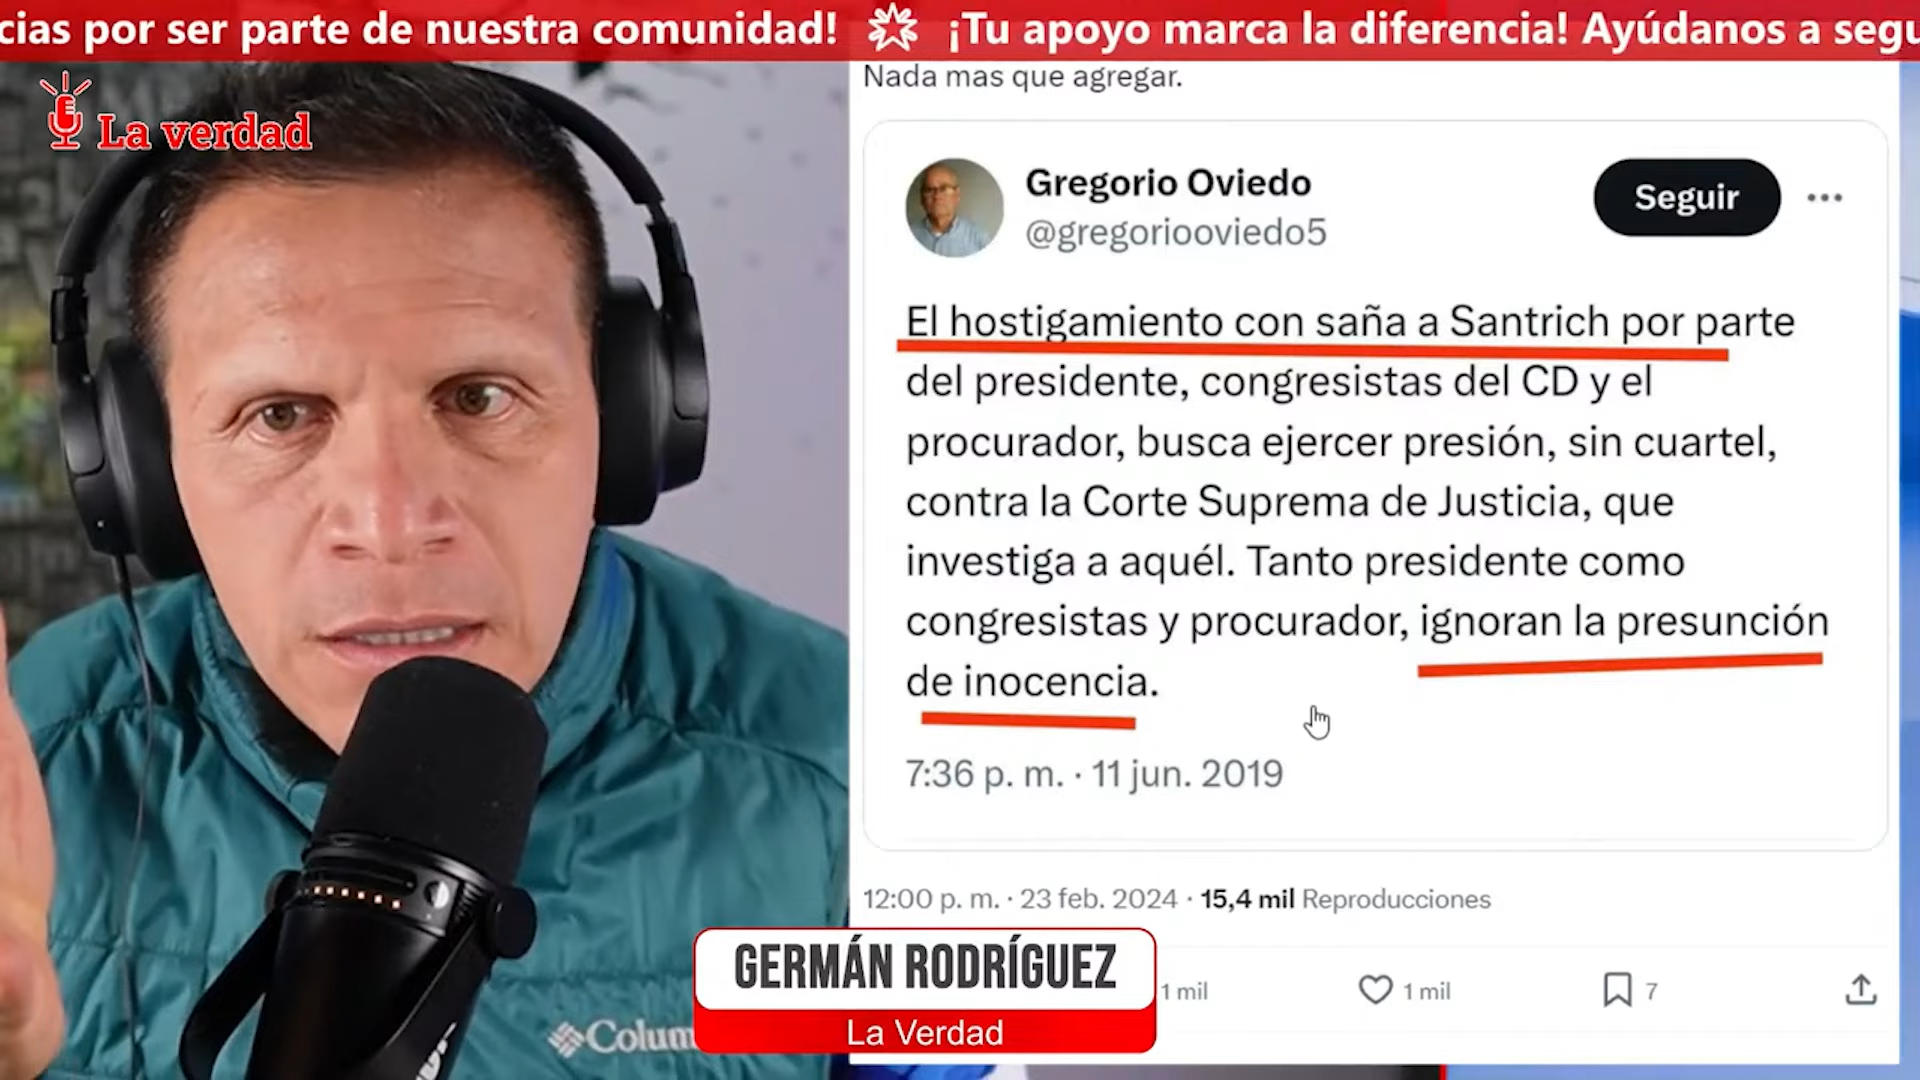 por ser parte de nuestra comunidad! ¡Tu apoyo marca la diferencia! Ayúdanos a
La verdad
Nada mas que agregar.
Gregorio Oviedo
Seguir
@gregoriooviedo5
El hostigamiento con saña a Santrich por parte
del presidente, congresistas del CD y el
procurador, busca ejercer presión, sin cuartel,
contra la Corte Suprema de Justicia, que
investiga a aquél. Tanto presidente como
congresistas y procurador, ignoran la presunción
de inocencia.
7:36 p. m. · 11 jun. 2019
12:00 p. m. · 23 feb. 2024 · 15,4 mil Reproducciones
1 mil
1 mil
7
GERMÁN RODRÍGUEZ
La Verdad